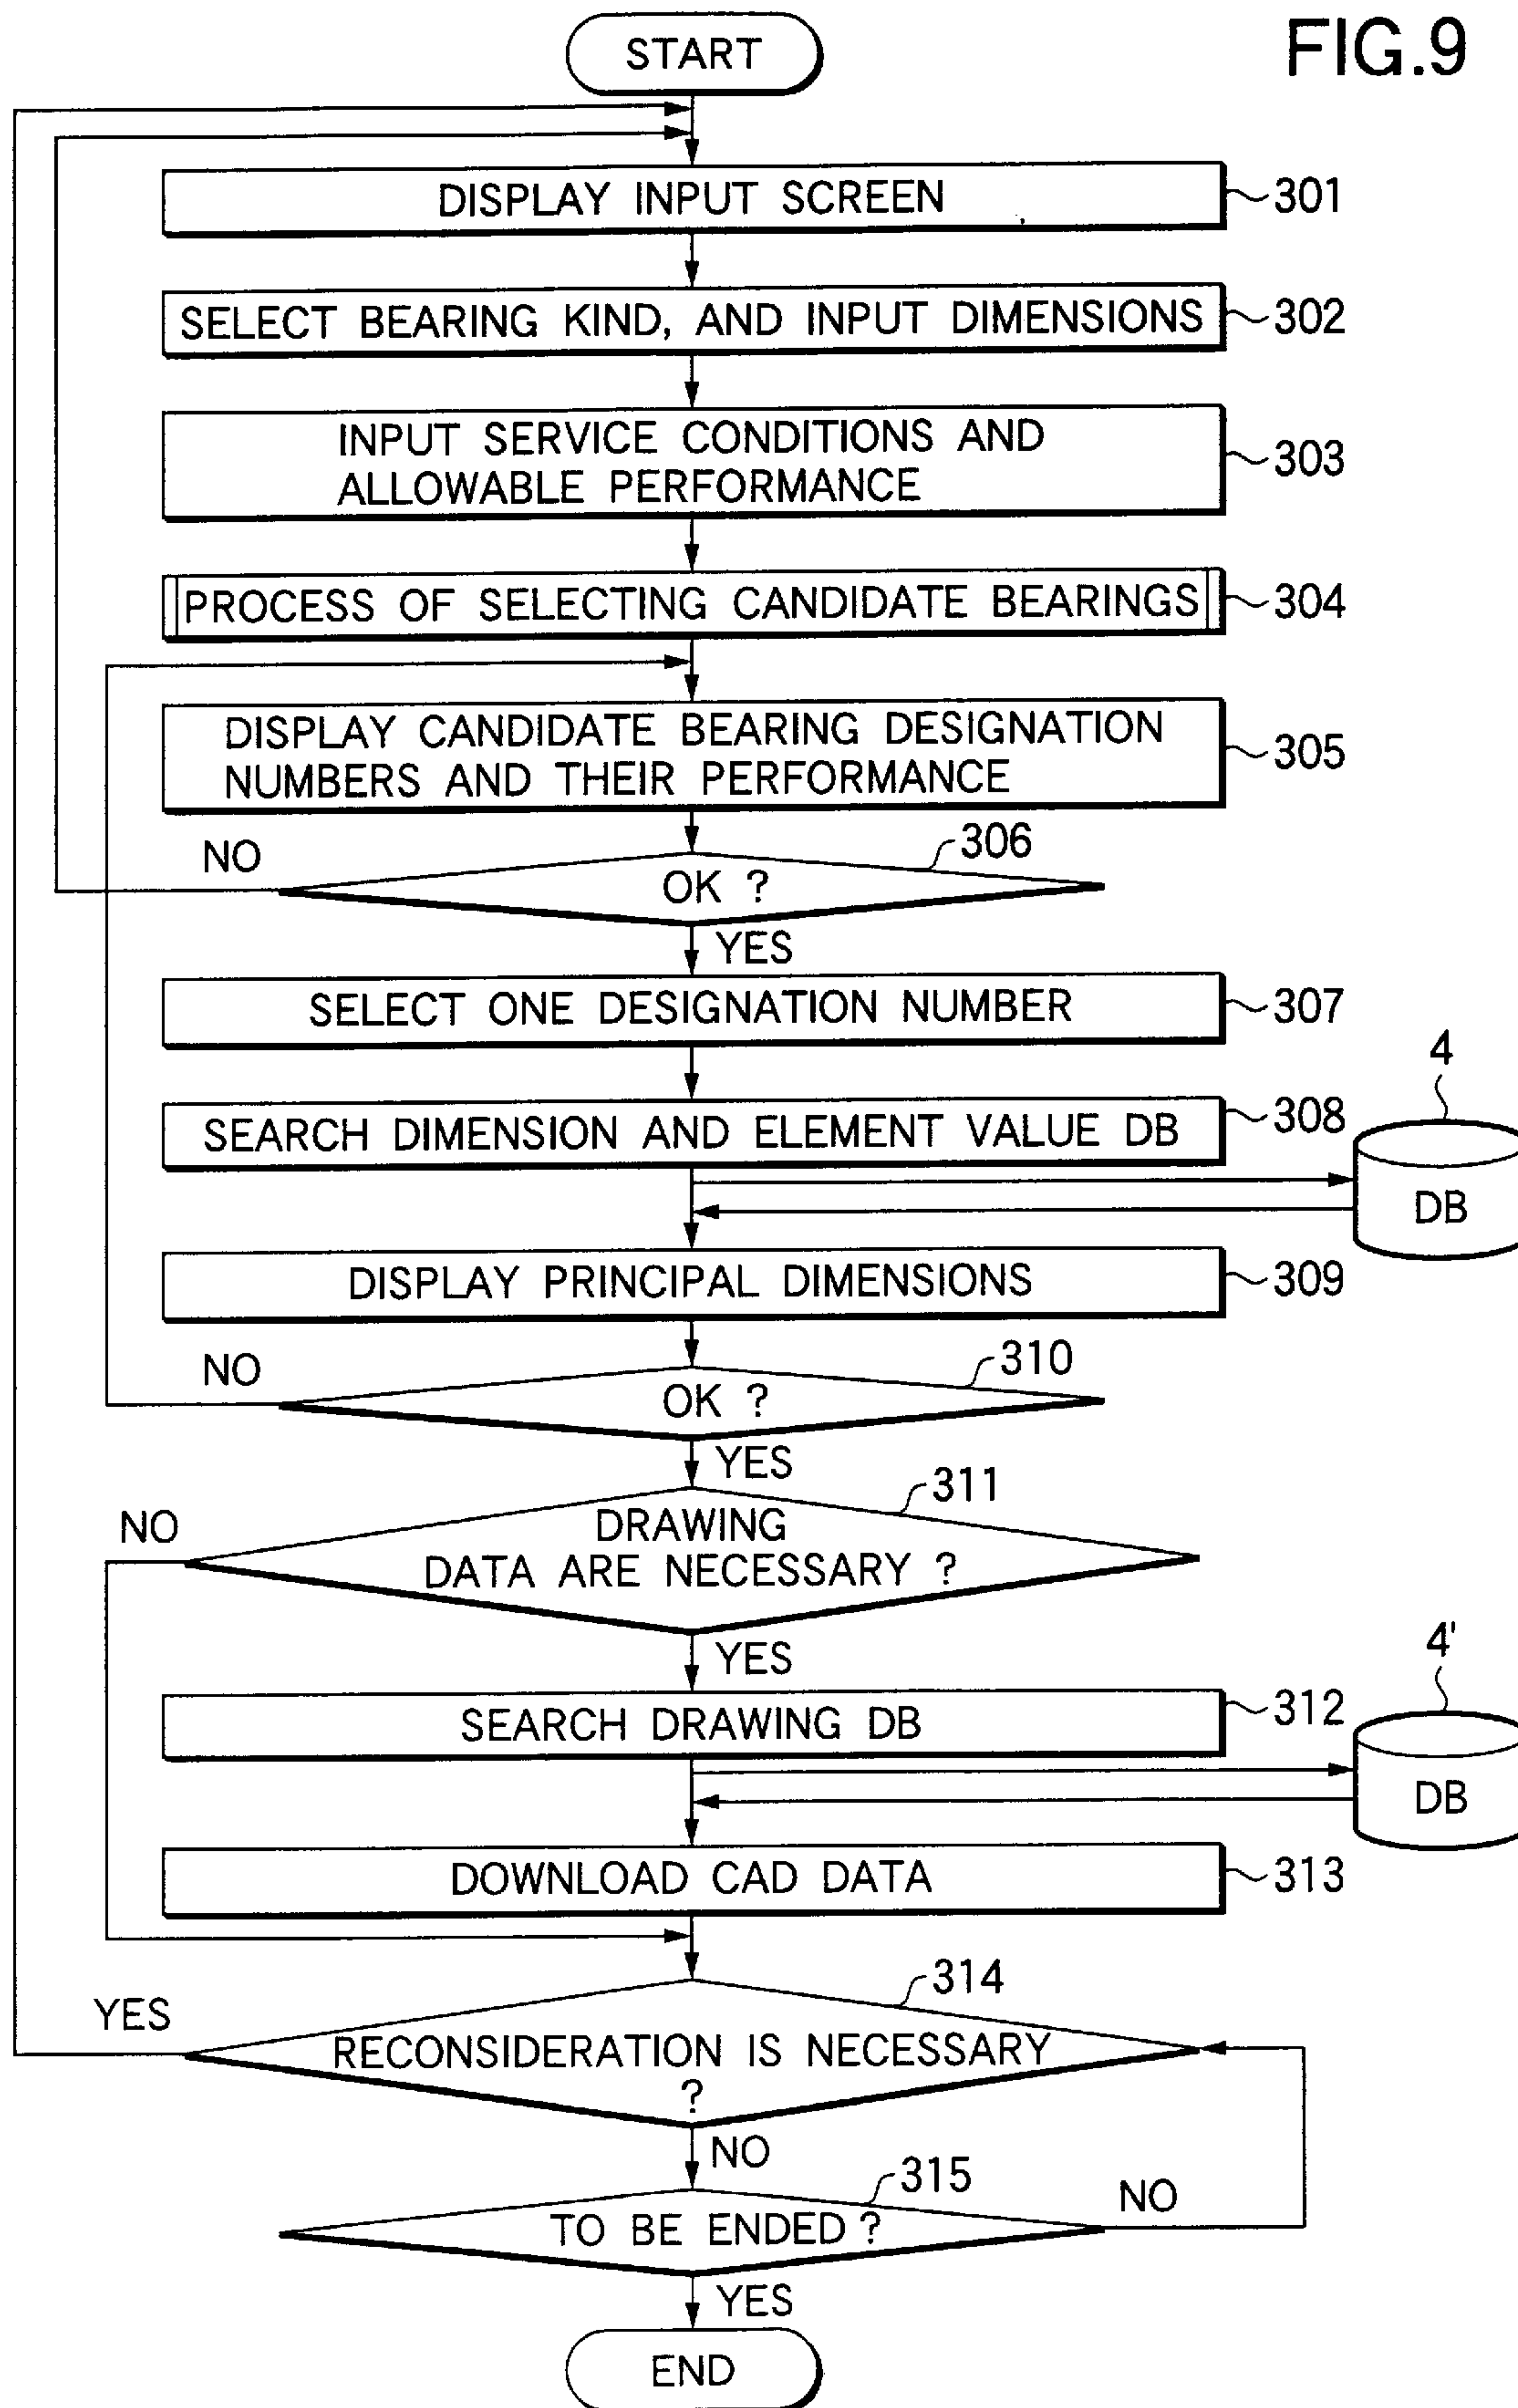 FIG.9
START
DISPLAY INPUT SCREEN
301
SELECT BEARING KIND, AND INPUT DIMENSIONS
302
INPUT SERVICE CONDITIONS AND
ALLOWABLE PERFORMANCE
303
PROCESS OF SELECTING CANDIDATE BEARINGS
304
DISPLAY CANDIDATE BEARING DESIGNATION
NUMBERS AND THEIR PERFORMANCE
305
306
NO
OK ?
YES
SELECT ONE DESIGNATION NUMBER
307
4
SEARCH DIMENSION AND ELEMENT VALUE DB
308
DB
DISPLAY PRINCIPAL DIMENSIONS
309
310
NO
OK ?
YES
311
NO
DRAWING
DATA ARE NECESSARY ?
YES
4'
SEARCH DRAWING DB
312
DB
DOWNLOAD CAD DATA
313
314
YES
RECONSIDERATION IS NECESSARY
?
NO
315
NO
TO BE ENDED ?
YES
END